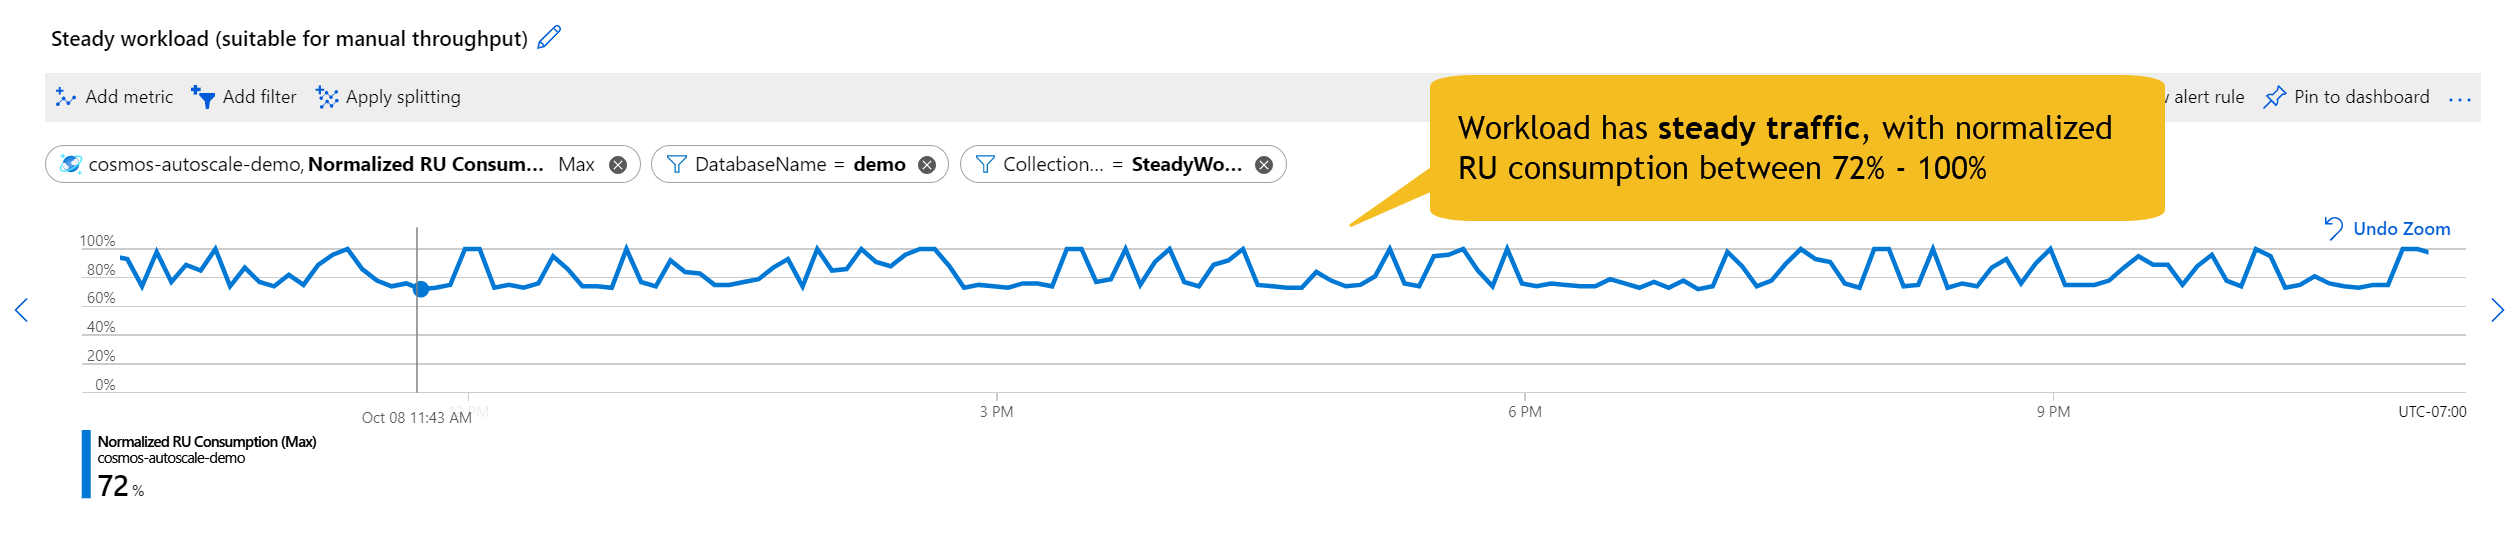 Steady workload (suitable for manual throughput)
Add metric Add filter Apply splitting alert rule Pin to dashboard ...
Workload has steady traffic, with normalized
RU consumption between 72% - 100%
cosmos-autoscale-demo, Normalized RU Consum... Max DatabaseName = demo Collection... = SteadyWo...
Undo Zoom
100%
80%
60%
40%
20%
0%
Oct 08 11:43 AM 12 PM 3 PM 6 PM 9 PM UTC-07:00
Normalized RU Consumption (Max)
cosmos-autoscale-demo
72 %